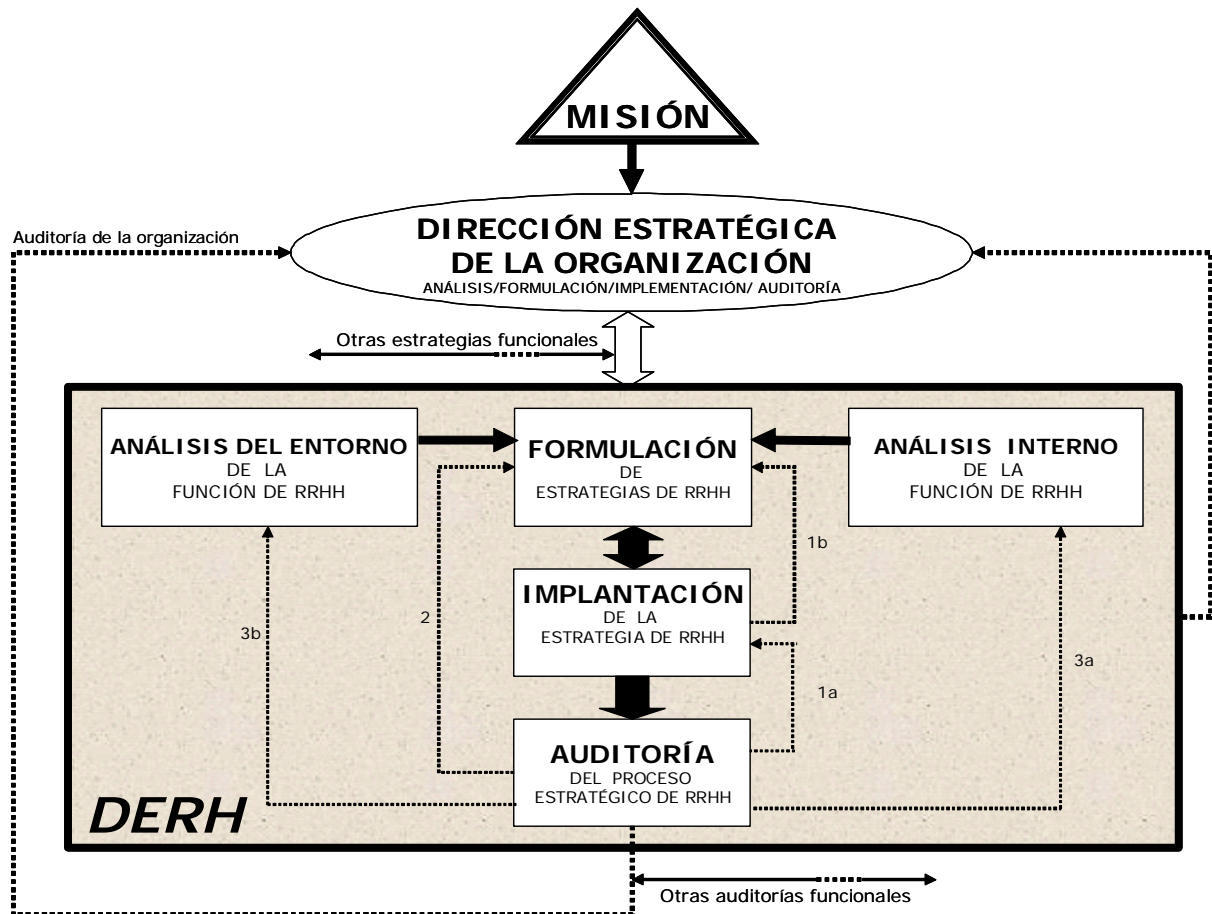 MISIÓN
DIRECCIÓN ESTRATÉGICA
DE LA ORGANIZACIÓN
ANÁLISIS/FORMULACIÓN/IMPLEMENTACIÓN/ AUDITORÍA
Auditoría de la organización
Otras estrategias funcionales
ANÁLISIS DEL ENTORNO
DE LA
FUNCIÓN DE RRHH
FORMULACIÓN
DE
ESTRATEGIAS DE RRHH
ANÁLISIS INTERNO
DE LA
FUNCIÓN DE RRHH
1b
IMPLANTACIÓN
DE LA
ESTRATEGIA DE RRHH
2
3b
3a
1a
AUDITORÍA
DEL PROCESO
ESTRATÉGICO DE RRHH
DERH
Otras auditorías funcionales